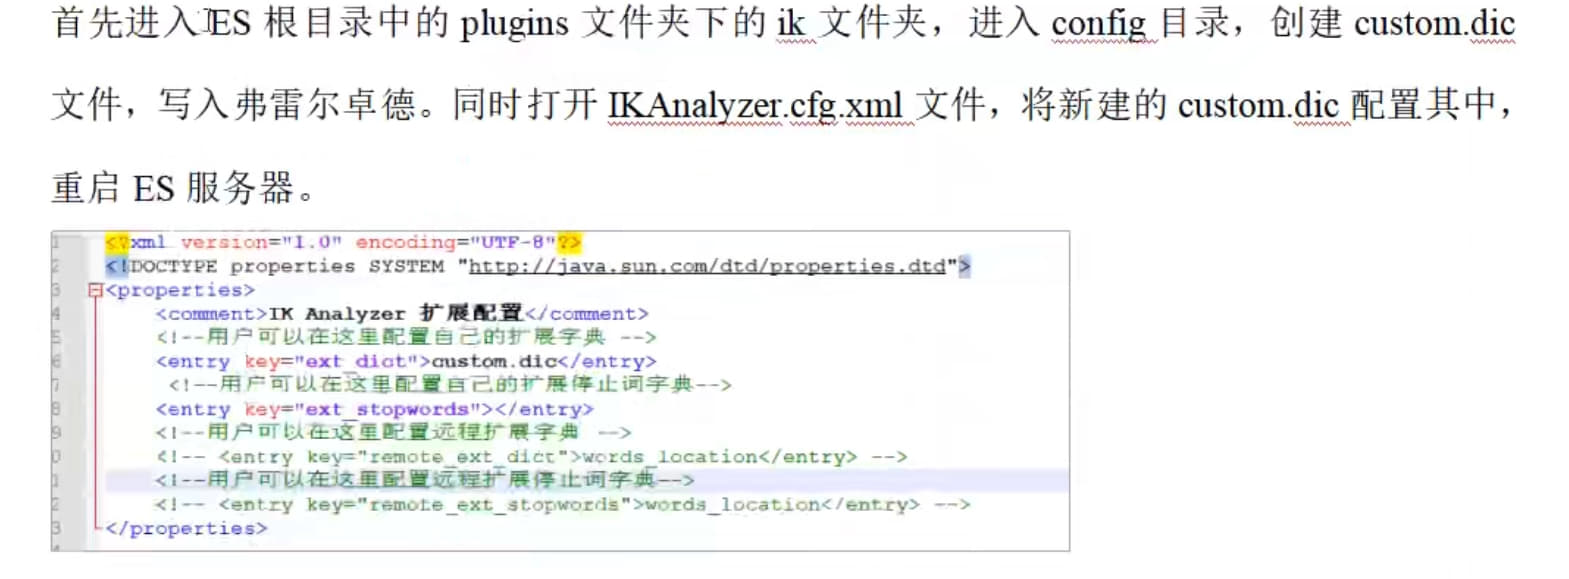 首先进入ES 根目录中的 plugins 文件夹下的 ik 文件夹，进入 config 目录，创建 custom.dic
文件，写入弗雷尔卓德。同时打开 IKAnalyzer.cfg.xml 文件，将新建的 custom.dic 配置其中，
重启 ES 服务器。
1 <?xml version="1.0" encoding="UTF-8"?>
2 <!DOCTYPE properties SYSTEM "http://java.sun.com/dtd/properties.dtd">
3 <properties>
4 <comment>IK Analyzer 扩展配置</comment>
5 <!--用户可以在这里配置自己的扩展字典 -->
6 <entry key="ext_dict">custom.dic</entry>
7 <!--用户可以在这里配置自己的扩展停止词字典-->
8 <entry key="ext_stopwords"></entry>
9 <!--用户可以在这里配置远程扩展字典 -->
0 <!-- <entry key="remote_ext_dict">words_location</entry> -->
1 <!--用户可以在这里配置远程扩展停止词字典-->
2 <!-- <entry key="remote_ext_stopwords">words_location</entry> -->
3 </properties>